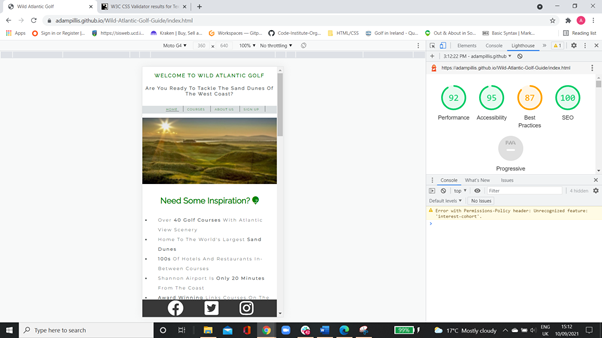 Wild Atlantic Golf
W3C CSS Validator results for T
adampillis.github.io/Wild-Atlantic-Golf-Guide/index.html
Apps
Sign in or Register |
https://siswelb.ucd.i
Kraken | Buy, Sell a
Workspaces — Gitp
Code-Institute-Org
HTML/CSS
Golf in Ireland - Qu
Out & About in So
Basic Syntax | Mark
Reading list
Moto G4 360 x 640 100% No throttling
Elements Console Lighthouse » 1
3:12:22 PM - adampillis.github
https://adampillis.github.io/Wild-Atlantic-Golf-Guide/index.html
WELCOME TO WILD ATLANTIC GOLF
Are You Ready To Tackle The Sand Dunes Of
The West Coast?
HOME COURSES ABOUT US SIGN UP
Need Some Inspiration?
Over 40 Golf Courses With Atlantic
View Scenery
Home To The World's Largest Sand
Dunes
100s Of Hotels And Restaurants In-
Between Courses
Shannon Airport Is Only 20 Minutes
From The Coast
Award Winning Links Courses On The
92 95 87 100
Performance Accessibility Best
Practices SEO
PWA
Progressive
Console What's New Issues
top Filter 4 hidden
Default levels No Issues
Error with Permissions-Policy header: Unrecognized feature:
'interest-cohort'.
Type here to search
99%
17°C Mostly cloudy
ENG
UK
15:12
10/09/2021